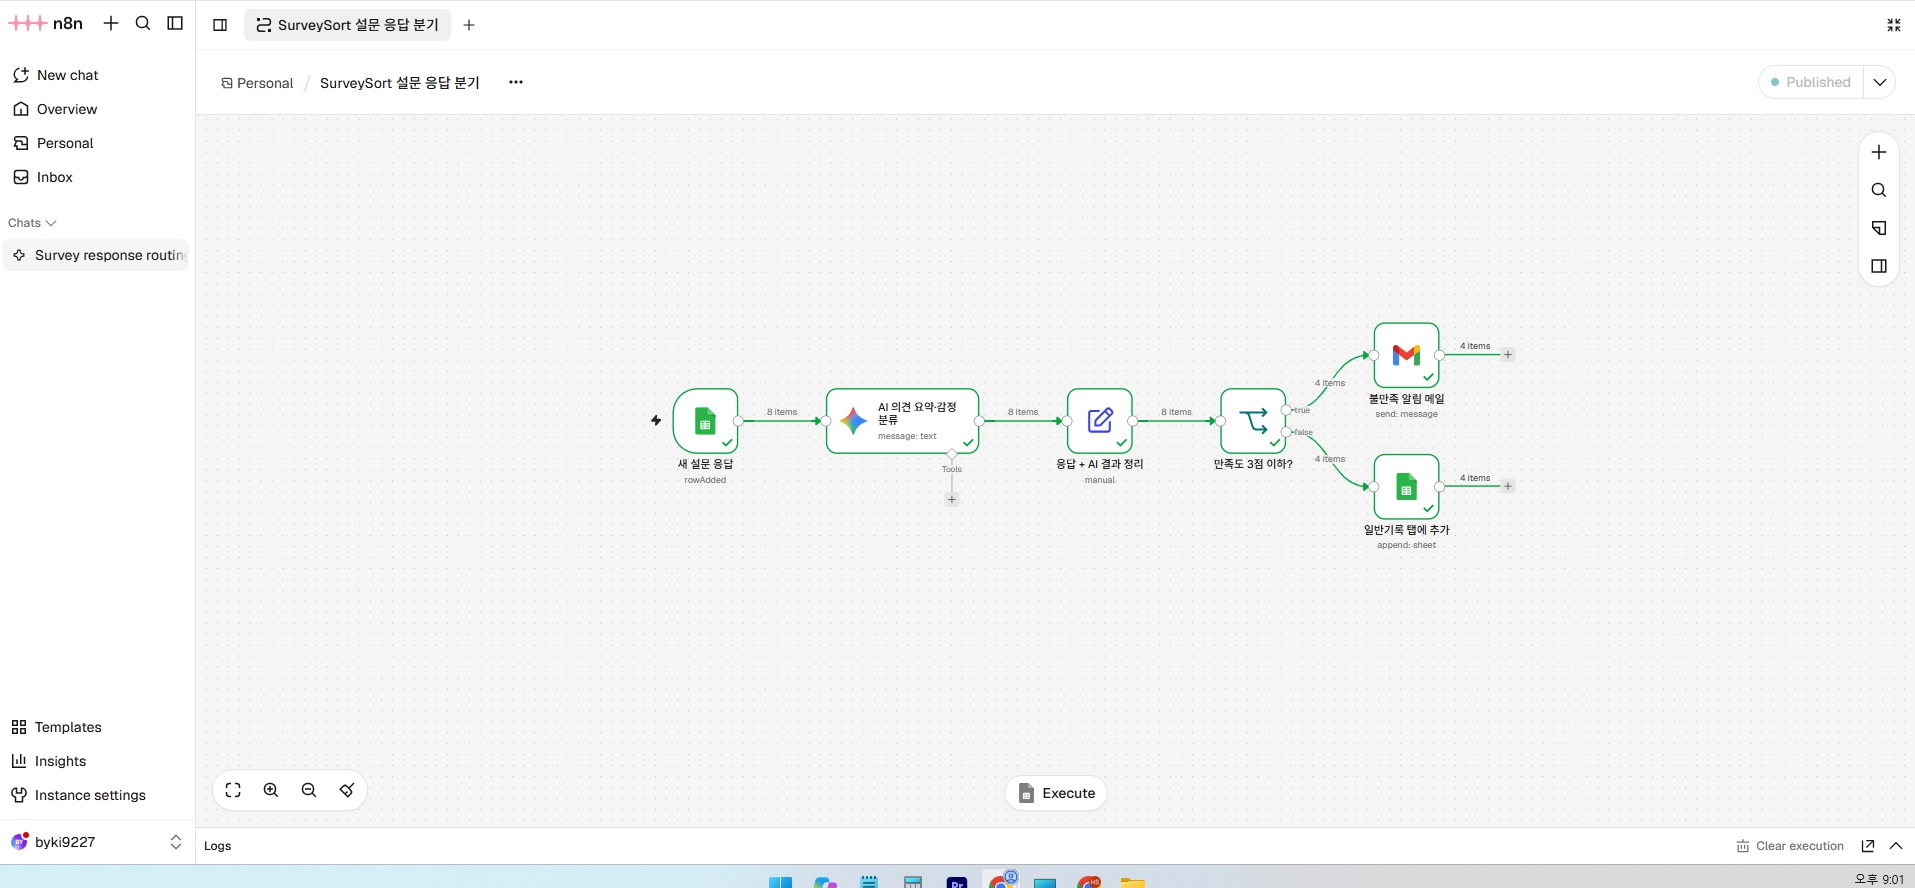 n8n
SurveySort 설문 응답 분기
New chat
Overview
Personal
Inbox
Chats
Survey response routin
Templates
Insights
Instance settings
BY
byki9227
Personal / SurveySort 설문 응답 분기
Published
새 설문 응답
rowAdded
8 items
AI 의견 요약·감정
분류
message: text
Tools
8 items
응답 + AI 결과 정리
manual
8 items
만족도 3점 이하?
true
false
4 items
4 items
불만족 알림 메일
send: message
4 items
일반기록 탭에 추가
append: sheet
4 items
Execute
Logs
Clear execution
Pr
HS
오후 9:01